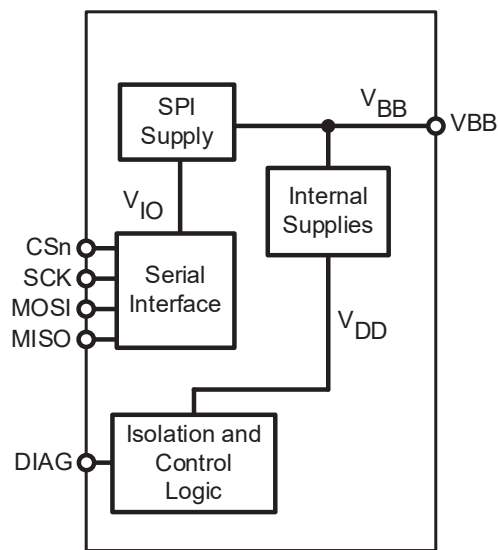 SPI
Supply
VBB
VBB
VIO
Internal
Supplies
CSn
SCK
MOSI
MISO
Serial
Interface
VDD
DIAG
Isolation and
Control
Logic